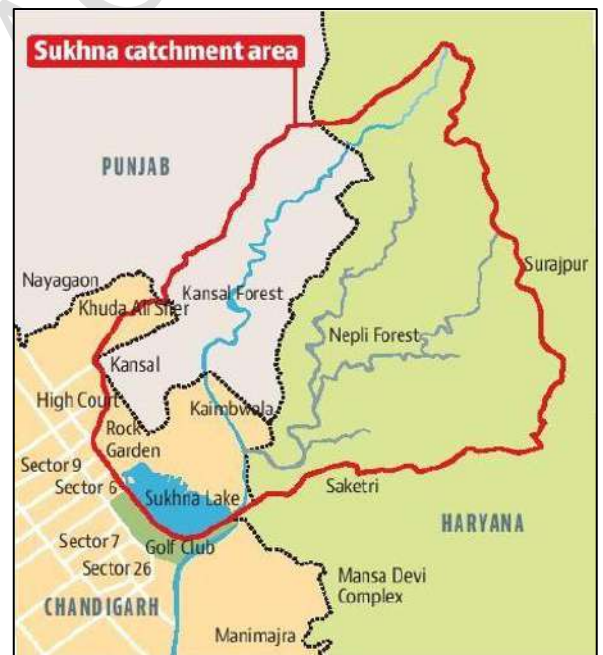 Sukhna catchment area
PUNJAB
Surajpur
Nayagaon
Kansal Forest
Khuda Ali Sher
Nepli Forest
Kansal
High Court
Kaimbwala
Rock
Garden
Sector 9
Sector 6
Sukhna Lake
Saketri
HARYANA
Sector 7
Golf Club
Sector 26
Mansa Devi
Complex
CHANDIGARH
Manimajra